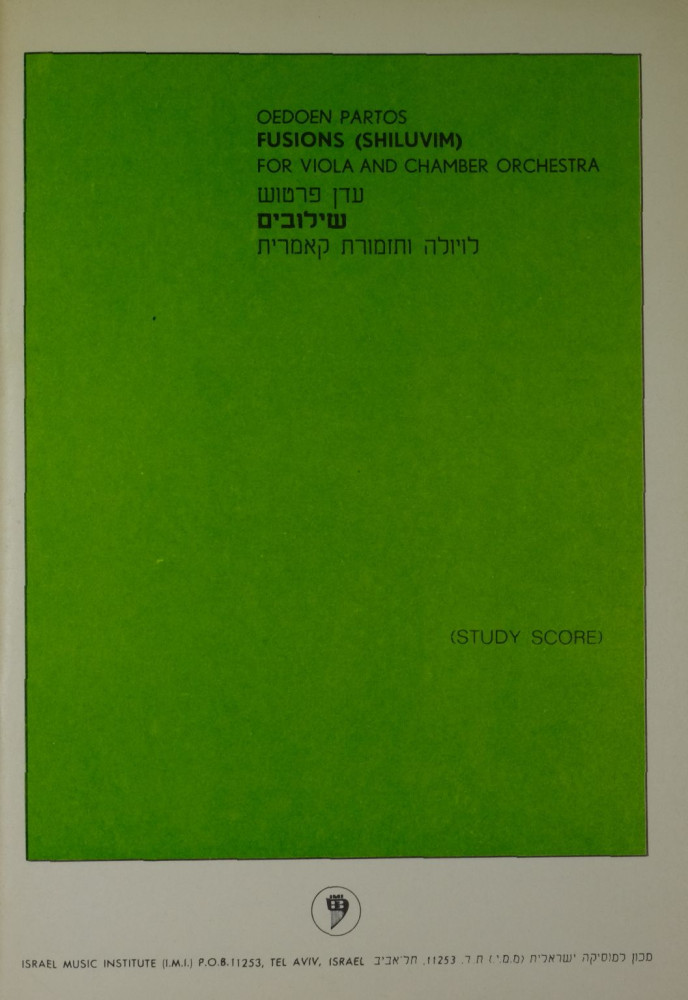 OEDOEN PARTOS
FUSIONS (SHILUVIM)
FOR VIOLA AND CHAMBER ORCHESTRA
עדן פרטוש
שילובים
לויולה ותזמורת קאמרית
(STUDY SCORE)
IMI
ISRAEL MUSIC INSTITUTE (I.M.I.) P.O.B.11253, TEL AVIV, ISRAEL מכון למוסיקה ישראלית (מ.מ.י.) ת.ד. 11253. תל־אביב